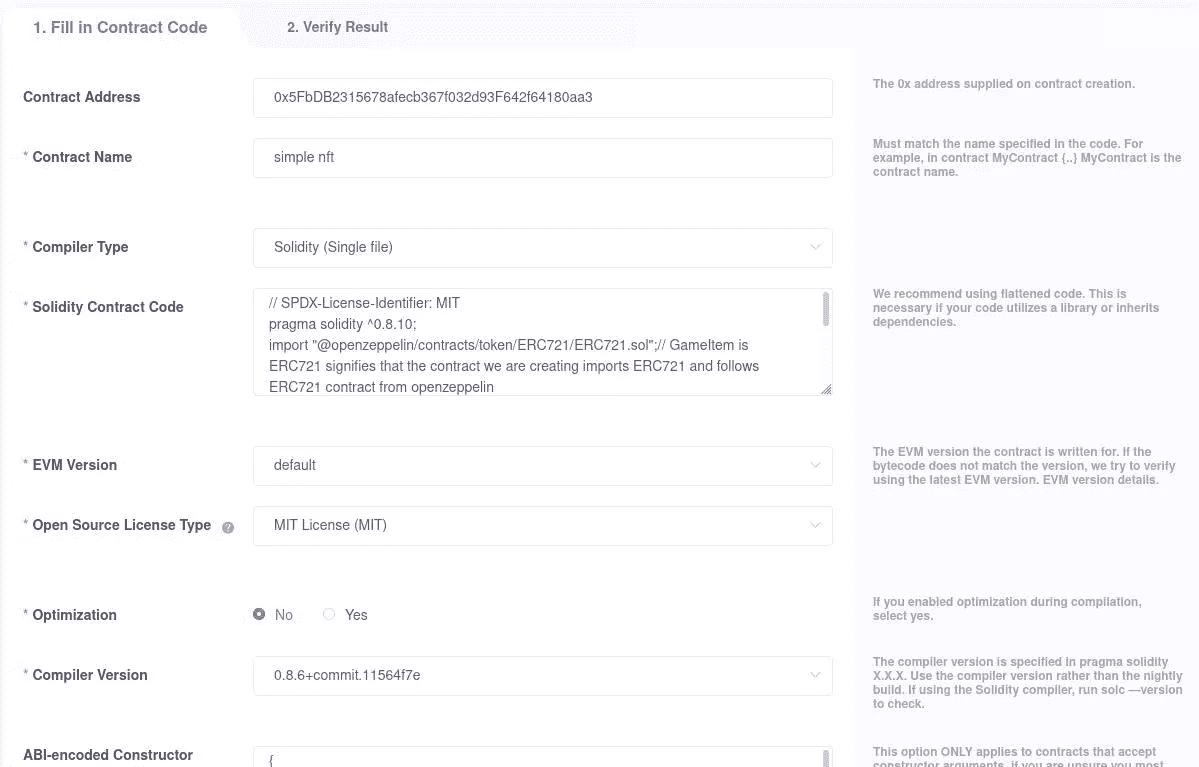 1. Fill in Contract Code
2. Verify Result
Contract Address
0x5FbDB2315678afecb367f032d93F642f64180aa3
The 0x address supplied on contract creation.
* Contract Name
simple nft
Must match the name specified in the code. For
example, in contract MyContract {..} MyContract is the
contract name.
* Compiler Type
Solidity (Single file)
* Solidity Contract Code
// SPDX-License-Identifier: MIT
pragma solidity ^0.8.10;
import "@openzeppelin/contracts/token/ERC721/ERC721.sol";// GameItem is
ERC721 signifies that the contract we are creating imports ERC721 and follows
ERC721 contract from openzeppelin
We recommend using flattened code. This is
necessary if your code utilizes a library or inherits
dependencies.
* EVM Version
default
The EVM version the contract is written for. If the
bytecode does not match the version, we try to verify
using the latest EVM version. EVM version details.
* Open Source License Type ?
MIT License (MIT)
* Optimization
No
Yes
If you enabled optimization during compilation,
select yes.
* Compiler Version
0.8.6+commit.11564f7e
The compiler version is specified in pragma solidity
X.X.X. Use the compiler version rather than the nightly
build. If using the Solidity compiler, run solc —version
to check.
ABI-encoded Constructor
{
This option ONLY applies to contracts that accept
constructor arguments, if you are unsure you most